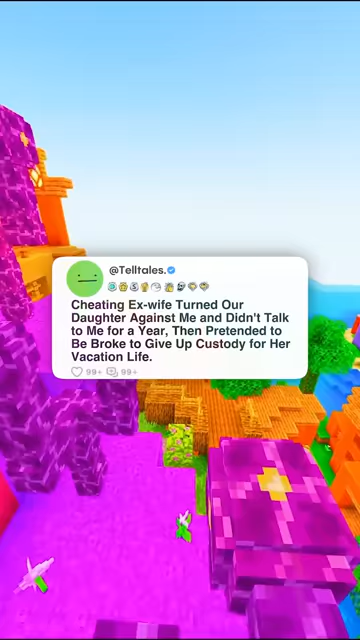 @Telltales.
Cheating Ex-wife Turned Our
Daughter Against Me and Didn't Talk
to Me for a Year, Then Pretended to
Be Broke to Give Up Custody for Her
Vacation Life.
99+ 99+